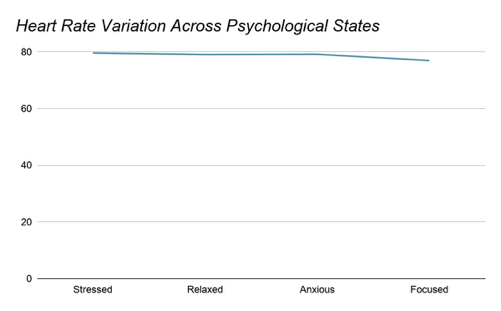 Heart Rate Variation Across Psychological States
80
60
40
20
0
Stressed Relaxed Anxious Focused